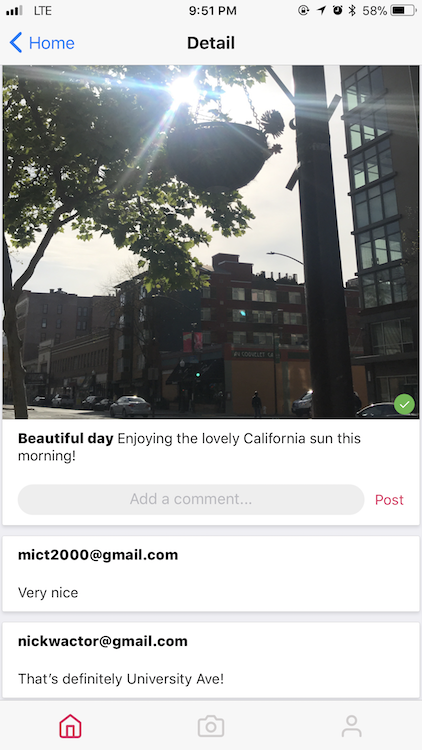 LTE 9:51 PM 58%
Home Detail
Beautiful day Enjoying the lovely California sun this
morning!
Add a comment... Post
mict2000@gmail.com
Very nice
nickwactor@gmail.com
That’s definitely University Ave!